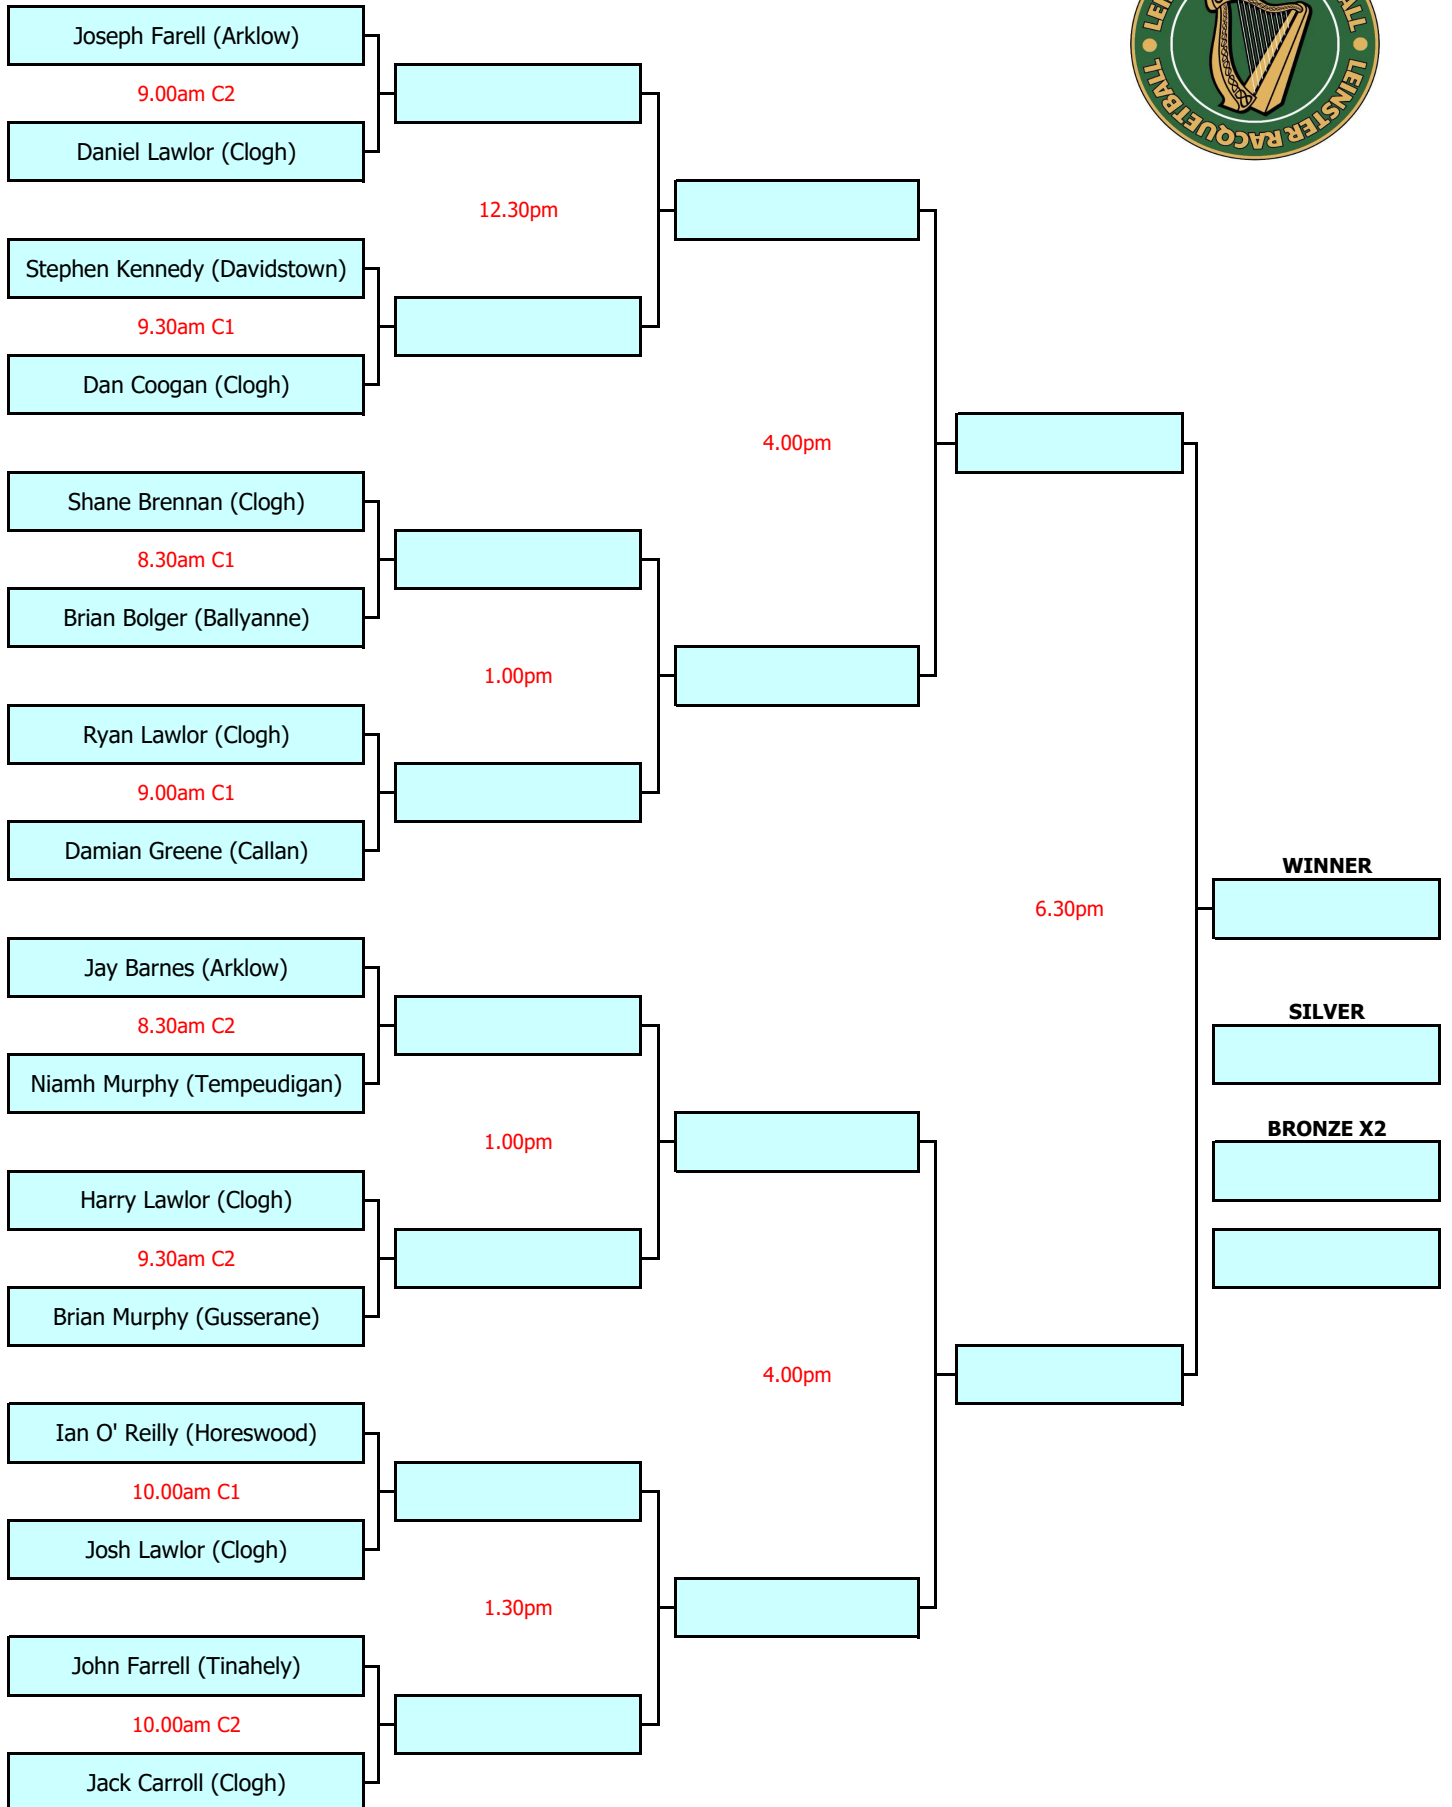 Joseph Farell (Arklow)
9.00am C2
Daniel Lawlor (Clogh)
12.30pm
Stephen Kennedy (Davidstown)
9.30am C1
Dan Coogan (Clogh)
4.00pm
Shane Brennan (Clogh)
8.30am C1
Brian Bolger (Ballyanne)
1.00pm
Ryan Lawlor (Clogh)
9.00am C1
Damian Greene (Callan)
6.30pm
WINNER
Jay Barnes (Arklow)
8.30am C2
Niamh Murphy (Tempeudigan)
SILVER
1.00pm
BRONZE X2
Harry Lawlor (Clogh)
9.30am C2
Brian Murphy (Gusserane)
4.00pm
Ian O' Reilly (Horeswood)
10.00am C1
Josh Lawlor (Clogh)
1.30pm
John Farrell (Tinahely)
10.00am C2
Jack Carroll (Clogh)
LEINSTER RACQUETBALL